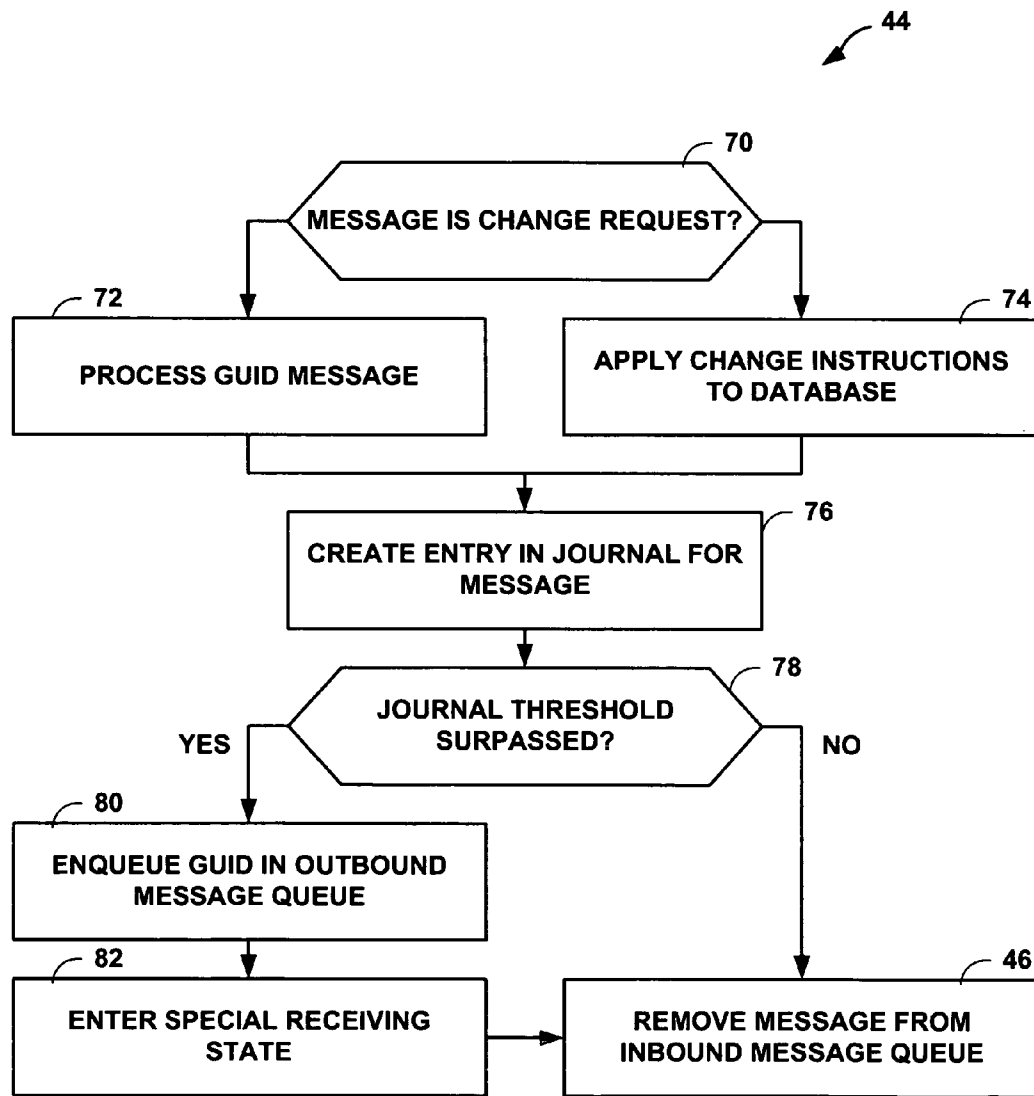 44
70
MESSAGE IS CHANGE REQUEST?
72
PROCESS GUID MESSAGE
74
APPLY CHANGE INSTRUCTIONS
TO DATABASE
76
CREATE ENTRY IN JOURNAL FOR
MESSAGE
78
JOURNAL THRESHOLD
SURPASSED?
YES
NO
80
ENQUEUE GUID IN OUTBOUND
MESSAGE QUEUE
82
ENTER SPECIAL RECEIVING
STATE
46
REMOVE MESSAGE FROM
INBOUND MESSAGE QUEUE